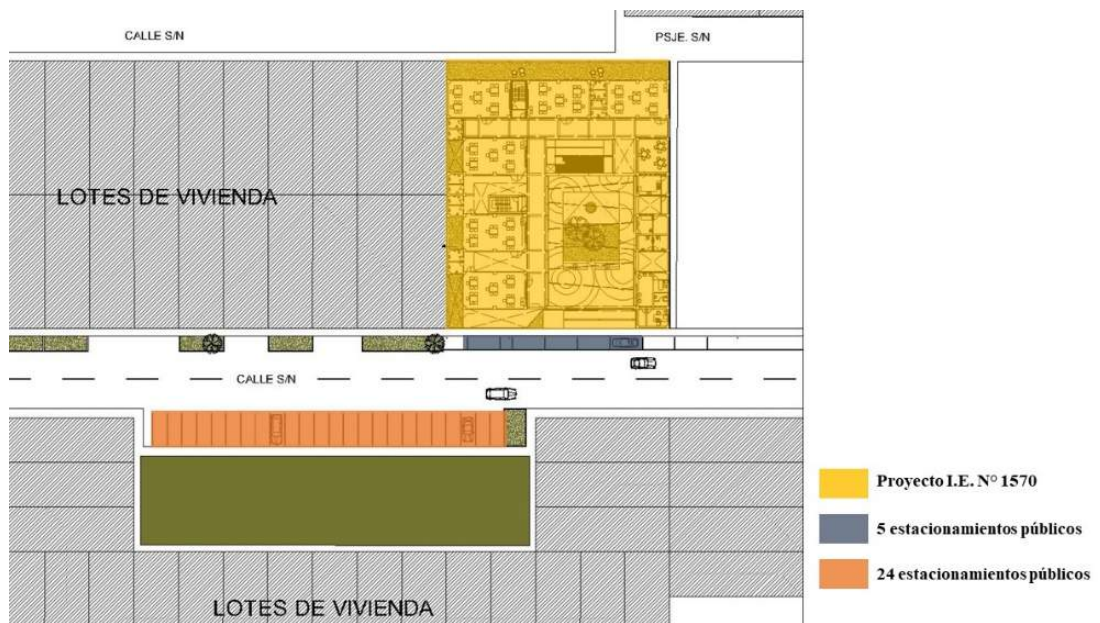 CALLE S/N
PSJE. S/N
LOTES DE VIVIENDA
CALLE S/N
Proyecto I.E. N° 1570
5 estacionamientos públicos
24 estacionamientos públicos
LOTES DE VIVIENDA